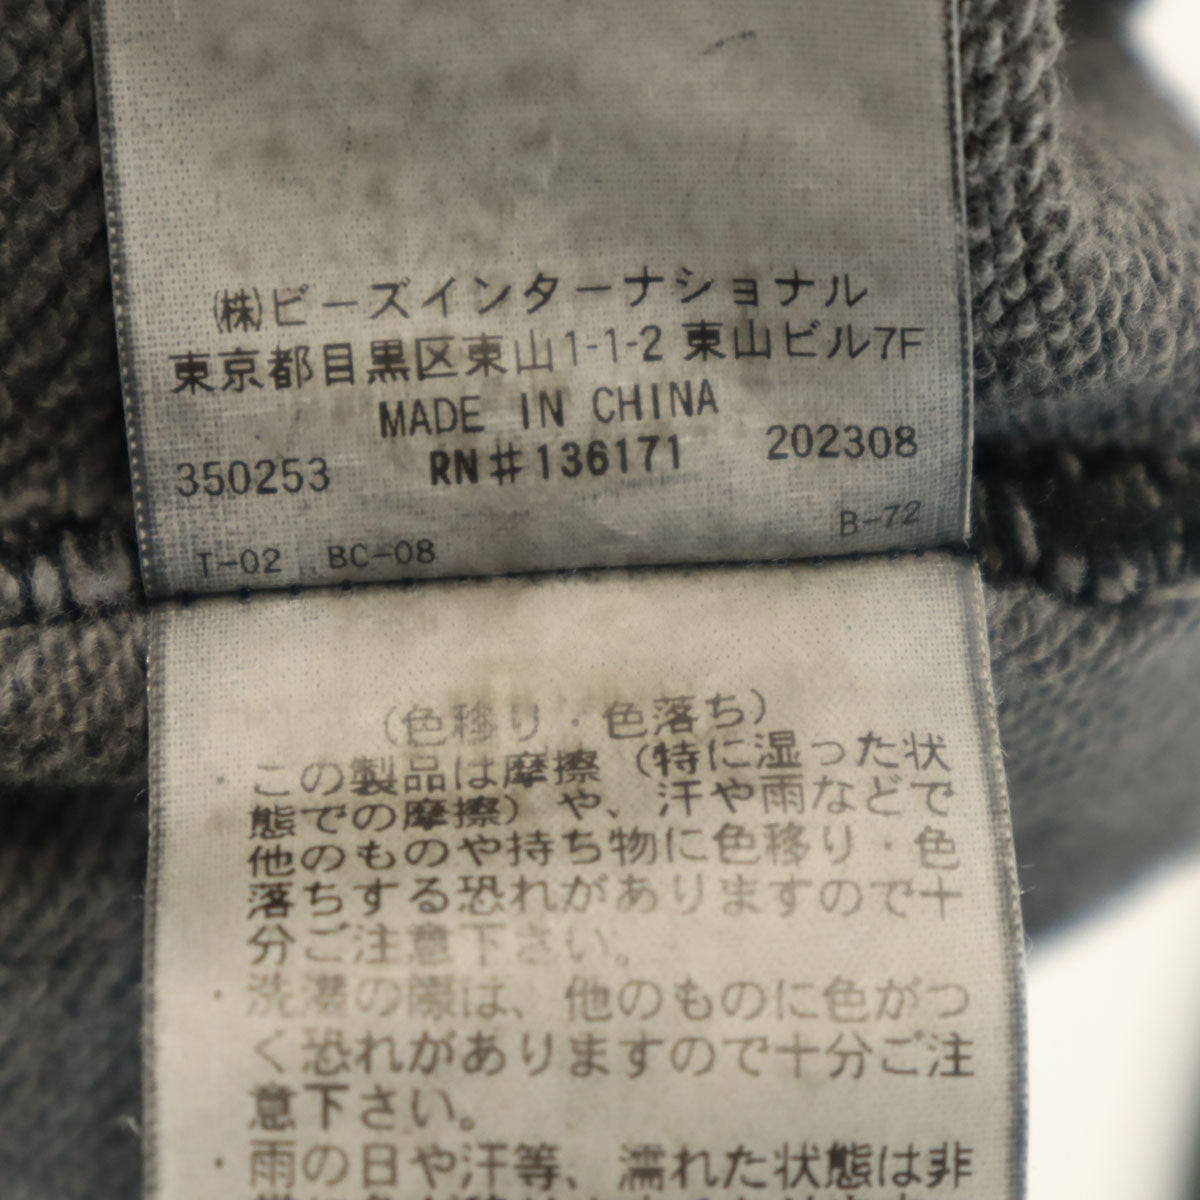 (株)ビーズインターナショナル
東京都目黒区東山1-1-2 東山ビル7F
MADE IN CHINA
350253 RN#136171 202308
T-02 BC-08 B-72
(色移り・色落ち)
この製品は摩擦(特に湿った状
態での摩擦)や、汗や雨などで
他のものや持ち物に色移り・色
落ちする恐れがありますので十
分ご注意下さい。
・洗濯の際は、他のものに色がつ
く恐れがありますので十分ご注
意下さい。
・雨の日や汗等、濡れた状態は非